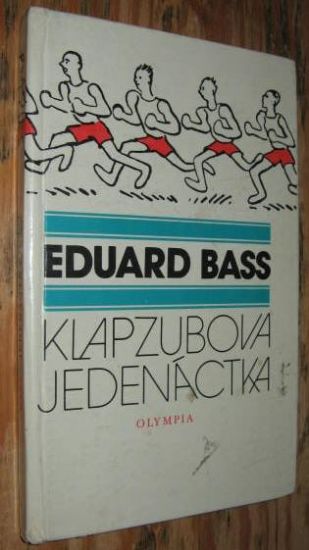 EDUARD BASS
KLAPZUBOVA
JEDENÁCTKA
OLYMPIA